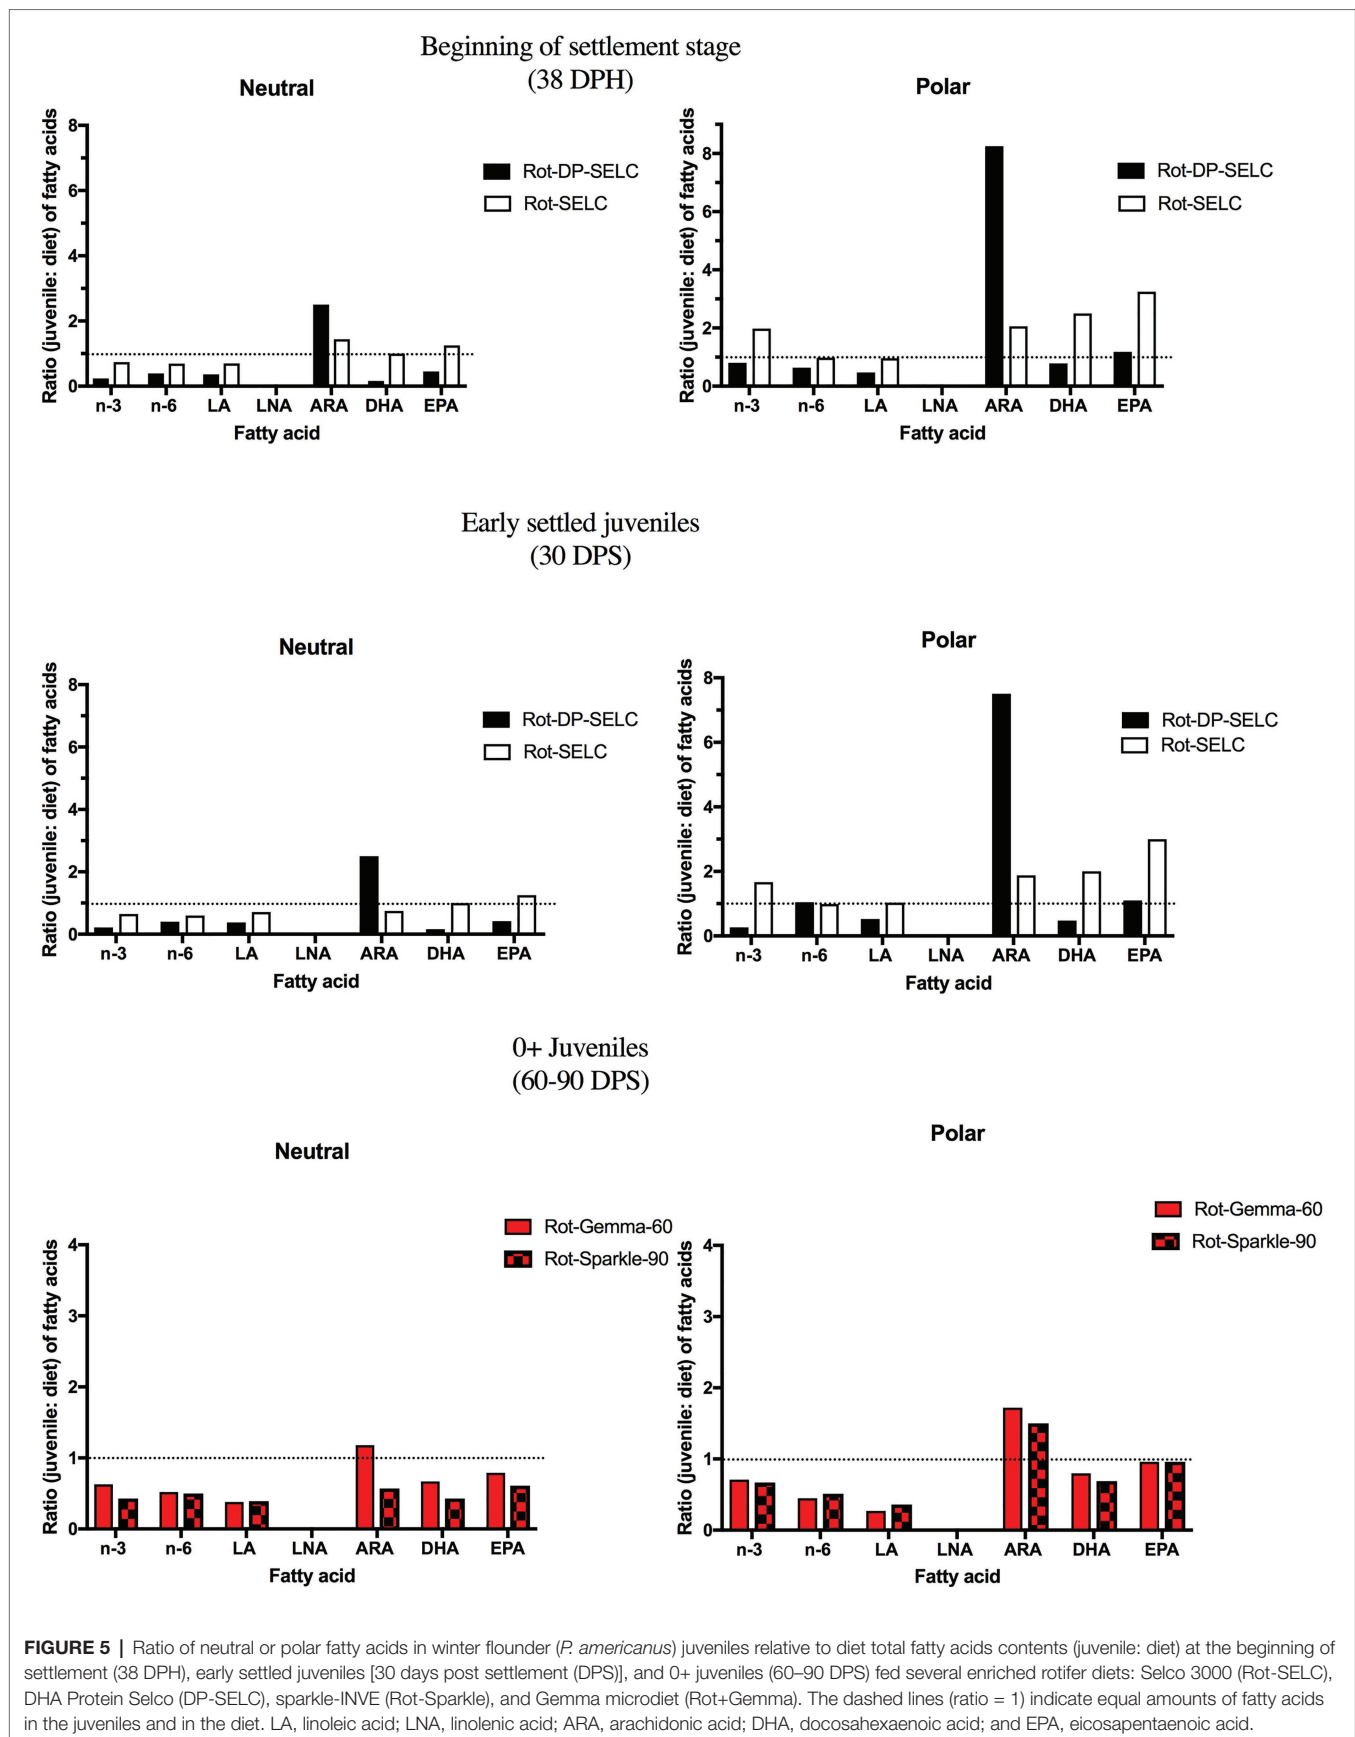 Beginning of settlement stage
(38 DPH)
Neutral
Ratio (juvenile: diet) of fatty acids
8
6
4
2
0
n-3 n-6 LA LNA ARA DHA EPA
Fatty acid
Rot-DP-SELC
Rot-SELC
Polar
Ratio (juvenile: diet) of fatty acids
8
6
4
2
0
n-3 n-6 LA LNA ARA DHA EPA
Fatty acid
Rot-DP-SELC
Rot-SELC
Early settled juveniles
(30 DPS)
Neutral
Ratio (juvenile: diet) of fatty acids
8
6
4
2
0
n-3 n-6 LA LNA ARA DHA EPA
Fatty acid
Rot-DP-SELC
Rot-SELC
Polar
Ratio (juvenile: diet) of fatty acids
8
6
4
2
0
n-3 n-6 LA LNA ARA DHA EPA
Fatty acid
Rot-DP-SELC
Rot-SELC
0+ Juveniles
(60-90 DPS)
Neutral
Ratio (juvenile: diet) of fatty acids
4
3
2
1
0
n-3 n-6 LA LNA ARA DHA EPA
Fatty acid
Rot-Gemma-60
Rot-Sparkle-90
Polar
Ratio (juvenile: diet) of fatty acids
4
3
2
1
0
n-3 n-6 LA LNA ARA DHA EPA
Fatty acid
Rot-Gemma-60
Rot-Sparkle-90
FIGURE 5 | Ratio of neutral or polar fatty acids in winter flounder (P. americanus) juveniles relative to diet total fatty acids contents (juvenile: diet) at the beginning of
settlement (38 DPH), early settled juveniles [30 days post settlement (DPS)], and 0+ juveniles (60–90 DPS) fed several enriched rotifer diets: Selco 3000 (Rot-SELC),
DHA Protein Selco (DP-SELC), sparkle-INVE (Rot-Sparkle), and Gemma microdiet (Rot+Gemma). The dashed lines (ratio = 1) indicate equal amounts of fatty acids
in the juveniles and in the diet. LA, linoleic acid; LNA, linolenic acid; ARA, arachidonic acid; DHA, docosahexaenoic acid; and EPA, eicosapentaenoic acid.